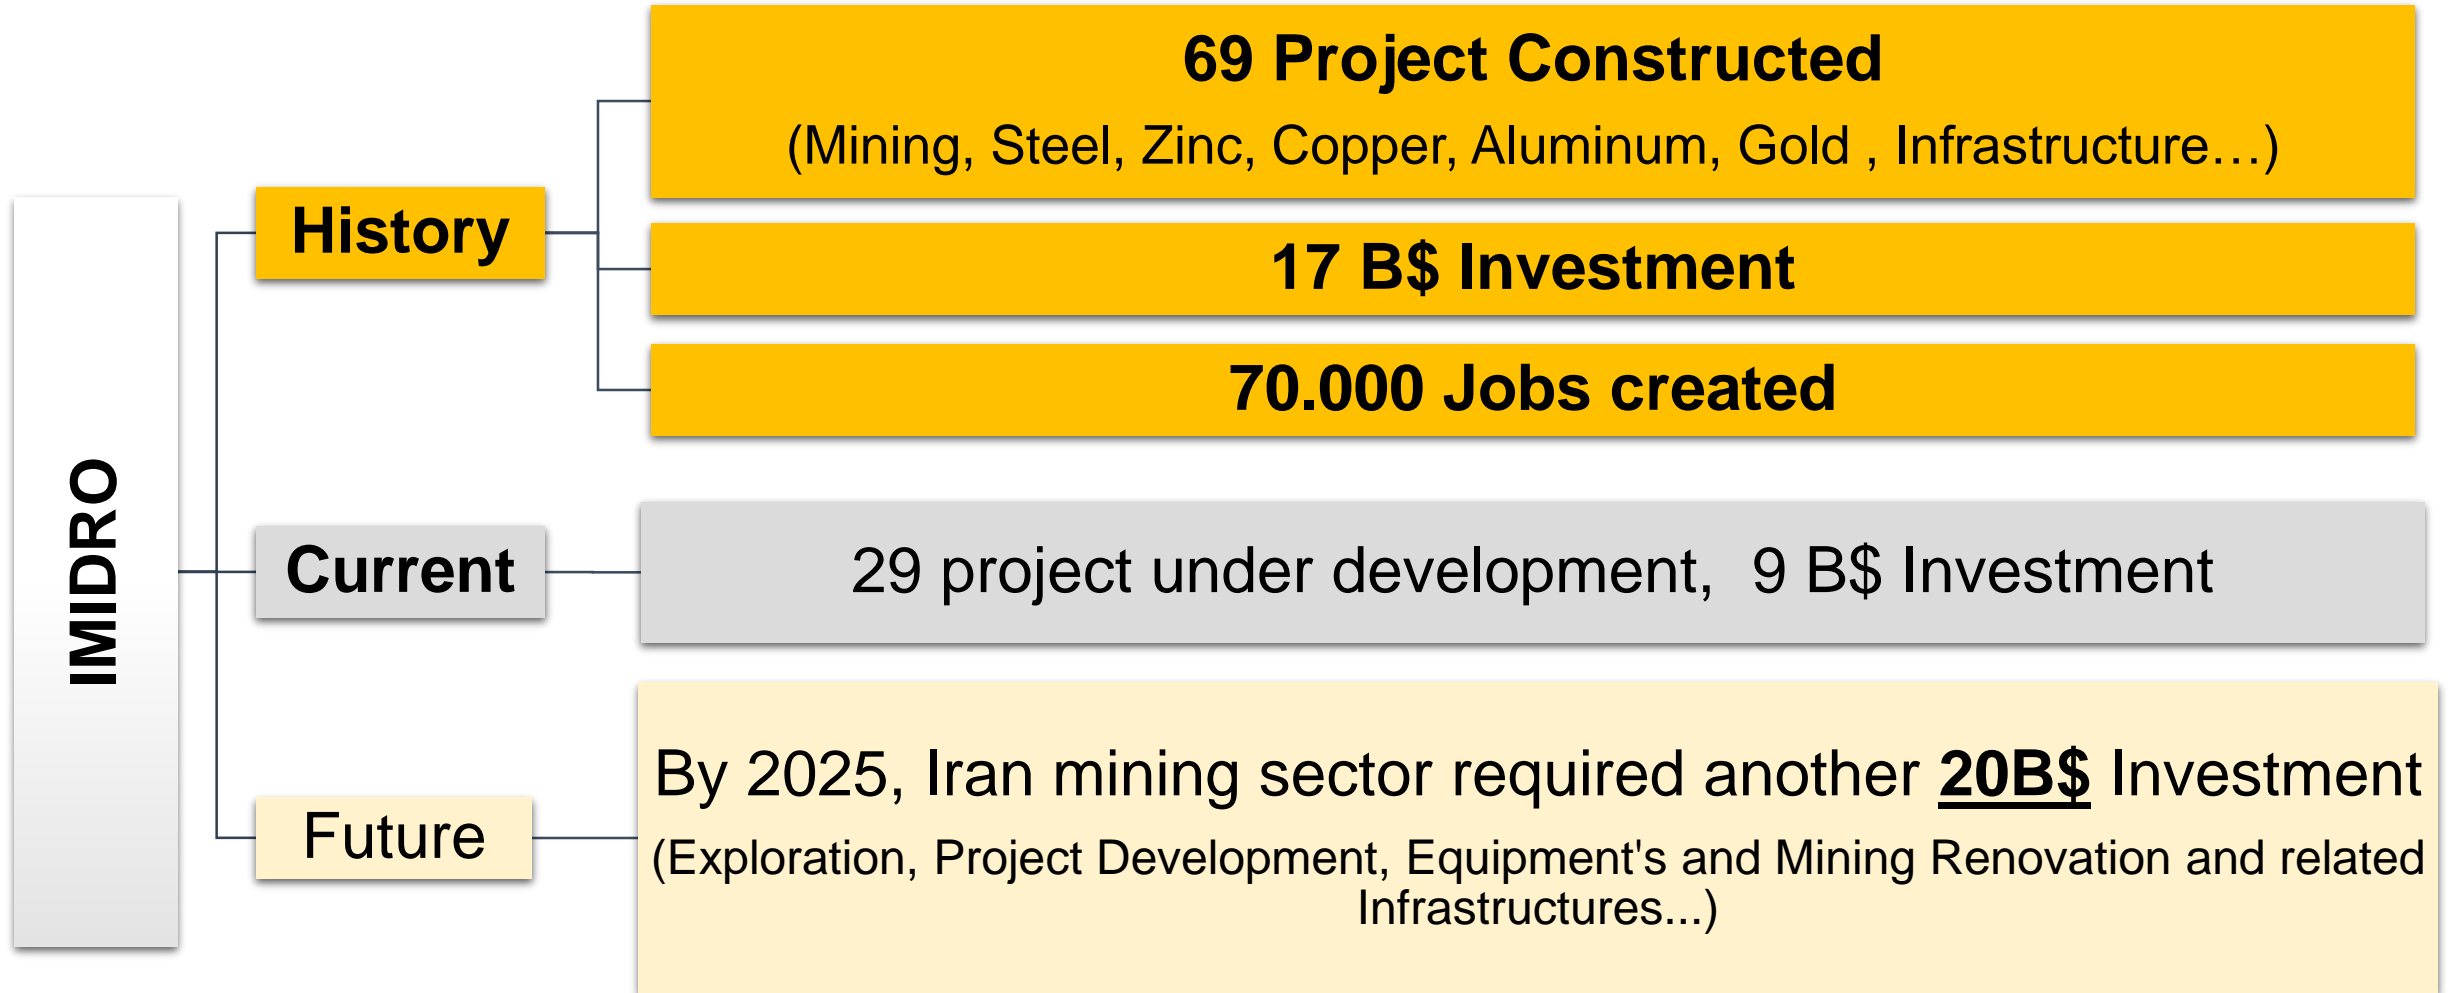 IMIDRO
History
69 Project Constructed
(Mining, Steel, Zinc, Copper, Aluminum, Gold , Infrastructure…)
17 B$ Investment
70.000 Jobs created
Current
29 project under development,  9 B$ Investment
Future
By 2025, Iran mining sector required another 20B$ Investment
(Exploration, Project Development, Equipment's and Mining Renovation and related
Infrastructures...)